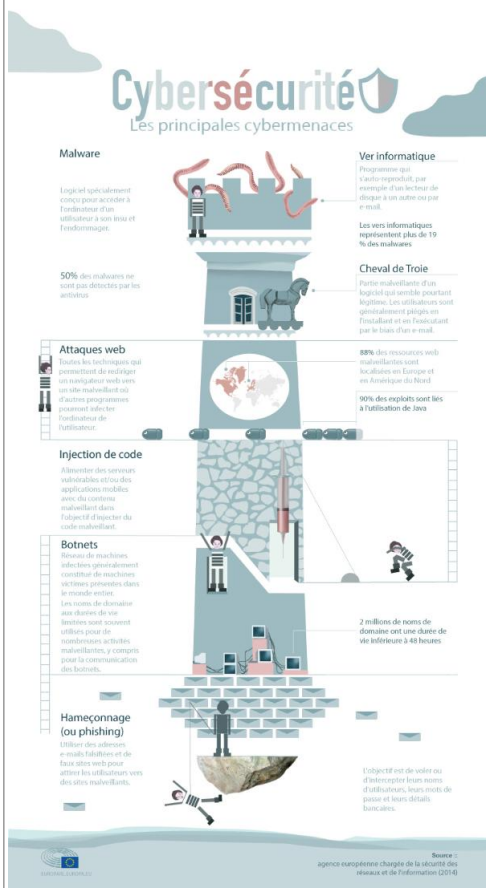 Cybersécurité
Les principales cybermenaces
Malware
Logiciel spécialement
conçu pour accéder à
l'ordinateur d'un
utilisateur à son insu et
l'endommager.
50% des malwares ne
sont pas détectés par les
antivirus
Ver informatique
Programme qui
s'auto-reproduit, par
exemple d'un lecteur de
disque à un autre ou par
e-mail.
Les vers informatiques
représentent plus de 19
% des malwares
Cheval de Troie
Partie malveillante d'un
logiciel qui semble pourtant
légitime. Les utilisateurs sont
généralement piégés en
l'installant et en l'exécutant
par le biais d'un e-mail.
Attaques web
Toutes les techniques qui
permettent de rediriger
un navigateur web vers
un site malveillant où
d'autres programmes
pourront infecter
l'ordinateur de
l'utilisateur.
88% des ressources web
malveillantes sont
localisées en Europe et
en Amérique du Nord
90% des exploits sont liés
à l'utilisation de Java
Injection de code
Alimenter des serveurs
vulnérables et/ou des
applications mobiles
avec du contenu
malveillant dans
l'objectif d'injecter du
code malveillant.
Botnets
Réseau de machines
infectées généralement
constitué de machines
victimes présentes dans
le monde entier.
Les noms de domaine
aux durées de vie
limitées sont souvent
utilisés pour de
nombreuses activités
malveillantes, y compris
pour la communication
des botnets.
2 millions de noms de
domaine ont une durée de
vie inférieure à 48 heures
Hameçonnage
(ou phishing)
Utiliser des adresses
e-mails falsifiées et de
faux sites web pour
attirer les utilisateurs vers
des sites malveillants.
L'objectif est de voler ou
d'intercepter leurs noms
d'utilisateurs, leurs mots de
passe et leurs détails
bancaires.
Source :
agence européenne chargée de la sécurité des
réseaux et de l'information (2014)